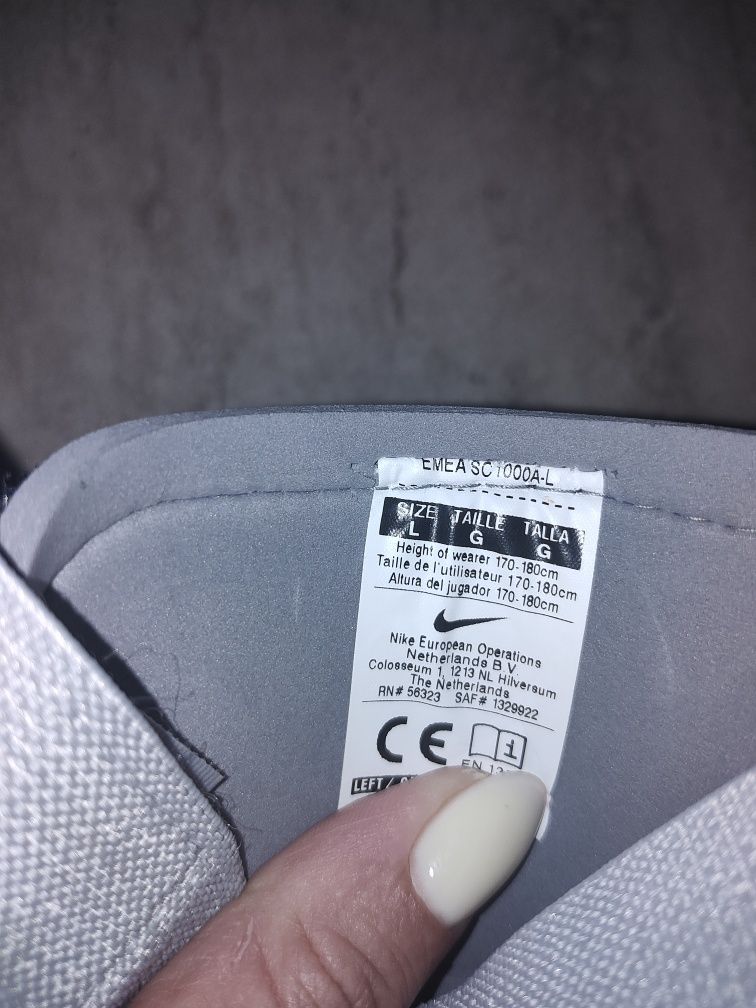 EMEA SC1000A-L
SIZE TAILLE TALLA
L G G
Height of wearer 170-180cm
Taille de l'utilisateur 170-180cm
Altura del jugador 170-180cm
Nike European Operations
Netherlands B.V
Colosseum 1, 1213 NL Hilversum
The Netherlands
RN# 56323 SAF# 1329922
CE i
EN
LEFT /